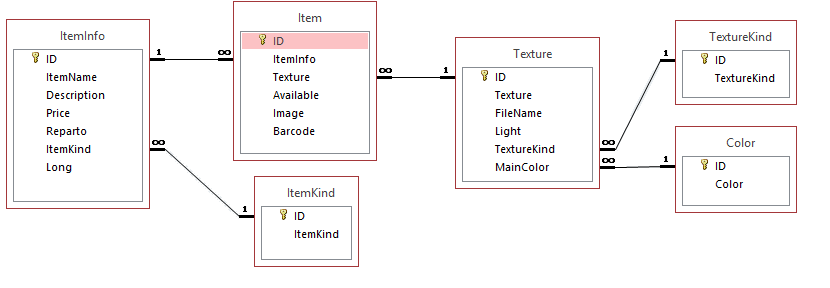 ItemInfo
ID
ItemName
Description
Price
Reparto
ItemKind
Long
1
∞
Item
ID
ItemInfo
Texture
Available
Image
Barcode
∞
1
ItemKind
ID
ItemKind
1
∞
Texture
ID
Texture
FileName
Light
TextureKind
MainColor
1
∞
∞
TextureKind
ID
TextureKind
1
Color
ID
Color
1